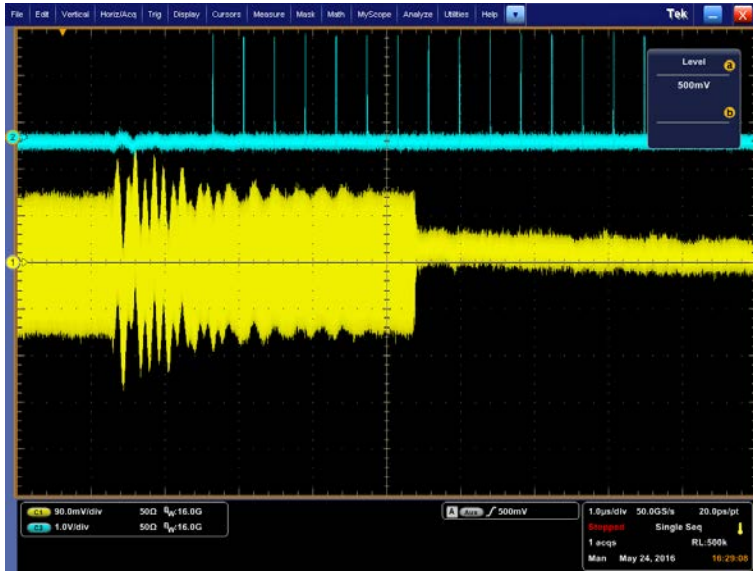 File Edit Vertical Horiz/Acq Trig Display Cursors Measure Mask Math MyScope Analyze Utilities Help Tek X
Level a
500mV
b
2
1
C1 90.0mV/div 50Ω BW:16.0G
C2 1.0V/div 50Ω BW:16.0G
A Aux 500mV
1.0µs/div 50.0GS/s 20.0ps/pt
Stopped Single Seq
1 acqs RL:500k
Man May 24, 2016 16:29:08